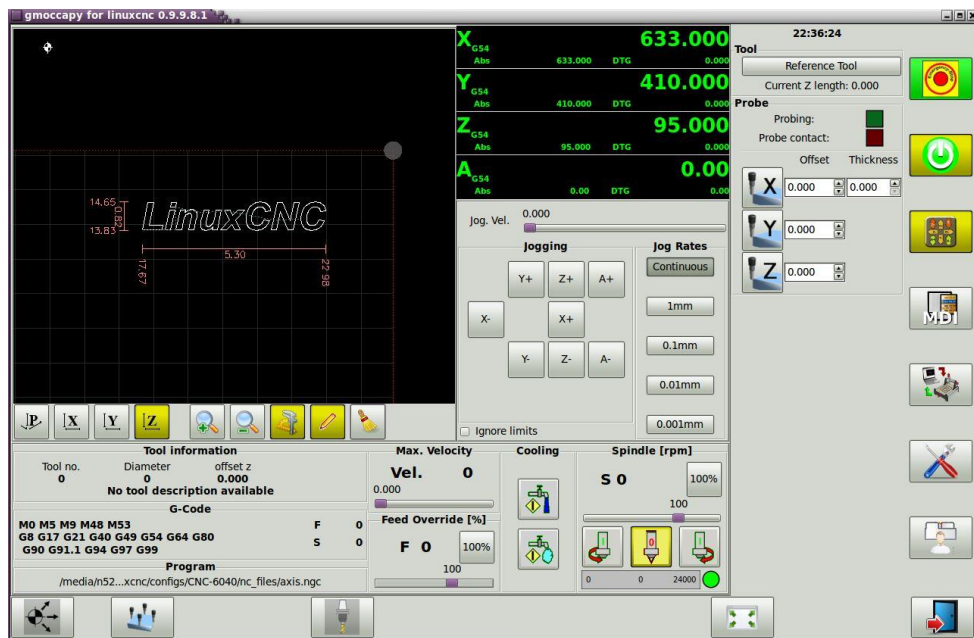 gmoccapy for linuxcnc 0.9.9.8.1
14.65
0.82
13.83
LinuxCNC
5.30
17.67
22.98
P
X
Y
Z
X G54 633.000
Abs 633.000 DTG 0.000
Y G54 410.000
Abs 410.000 DTG 0.000
Z G54 95.000
Abs 95.000 DTG 0.000
A G54 0.00
Abs 0.00 DTG 0.00
Jog. Vel. 0.000
Jogging
Y+ Z+ A+
X- X+
Y- Z- A-
Ignore limits
Jog Rates
Continuous
1mm
0.1mm
0.01mm
0.001mm
22:36:24
Tool
Reference Tool
Current Z length: 0.000
Probe
Probing:
Probe contact:
Offset Thickness
X 0.000 0.000
Y 0.000
Z 0.000
MDI
Tool information
Tool no. Diameter offset z
0 0 0.000
No tool description available
G-Code
M0 M5 M9 M48 M53
G8 G17 G21 G40 G49 G54 G64 G80
G90 G91.1 G94 G97 G99
F 0
S 0
Program
/media/n52...xcnc/configs/CNC-6040/nc_files/axis.ngc
Max. Velocity
Vel. 0
0.000
Feed Override [%]
F 0 100%
100
Cooling
Spindle [rpm]
S 0 100%
100
0 0 24000